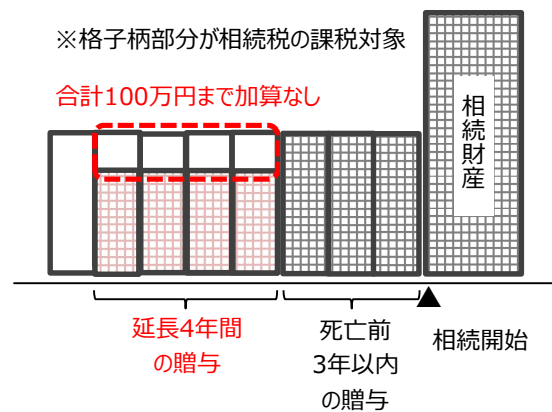 ※格子柄部分が相続税の課税対象
合計100万円まで加算なし
相続財産
延長4年間
の贈与
死亡前
3年以内
の贈与
相続開始